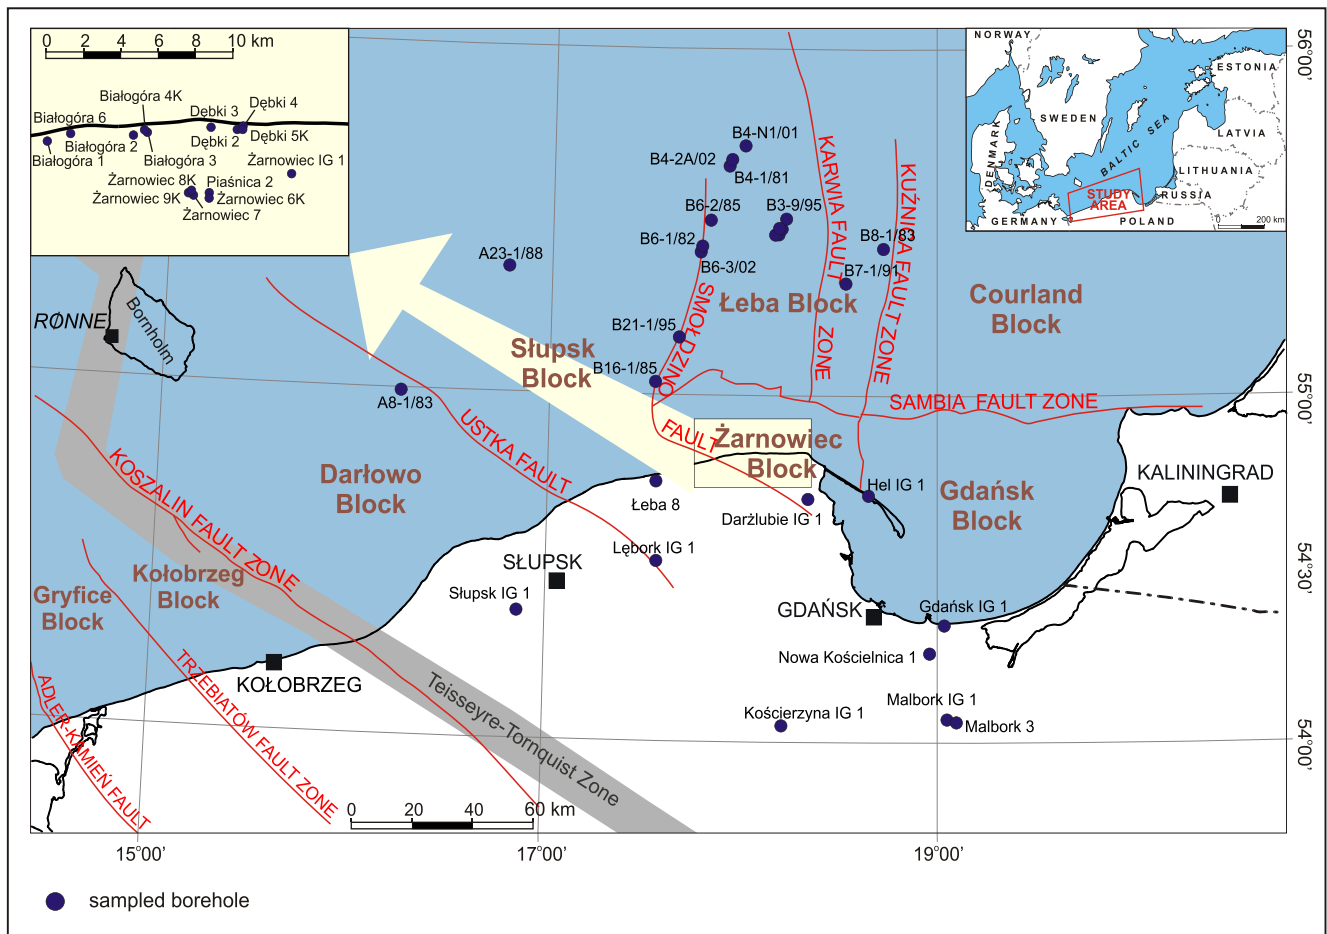 0 2 4 6 8 10 km
Białogóra 4K
Białogóra 6
Dębki 3
Dębki 4
Białogóra 2
Dębki 2
Dębki 5K
Białogóra 1
Białogóra 3
Żarnowiec IG 1
Żarnowiec 8K
Piaśnica 2
Żarnowiec 9K
Żarnowiec 6K
Żarnowiec 7
NORWAY
ESTONIA
SWEDEN
BALTIC SEA
LATVIA
DENMARK
LITHUANIA
STUDY
AREA
RUSSIA
GERMANY
POLAND
0 200 km
56°00’
55°00’
54°30’
54°00’
B4-N1/01
B4-2A/02
B4-1/81
B6-2/85
B3-9/95
B6-1/82
B6-3/02
B8-1/83
B7-1/91
A23-1/88
B21-1/95
B16-1/85
A8-1/83
KARWIA FAULT ZONE
KUŹNICA FAULT ZONE
SMOŁDZINO FAULT
SAMBIA FAULT ZONE
USTKA FAULT
KOSZALIN FAULT ZONE
TRZEBIATÓW FAULT ZONE
ADLER-KAMIEŃ FAULT
Teisseyre-Tornquist Zone
RØNNE
Bornholm
Łeba Block
Courland
Block
Słupsk
Block
Żarnowiec
Block
Darłowo
Block
Gdańsk
Block
Kołobrzeg
Block
Gryfice
Block
KALININGRAD
Hel IG 1
Łeba 8
Darżlubie IG 1
Lębork IG 1
SŁUPSK
Słupsk IG 1
GDAŃSK
Gdańsk IG 1
Nowa Kościelnica 1
KOŁOBRZEG
Malbork IG 1
Kościerzyna IG 1
Malbork 3
0 20 40 60 km
15°00’
17°00’
19°00’
sampled borehole